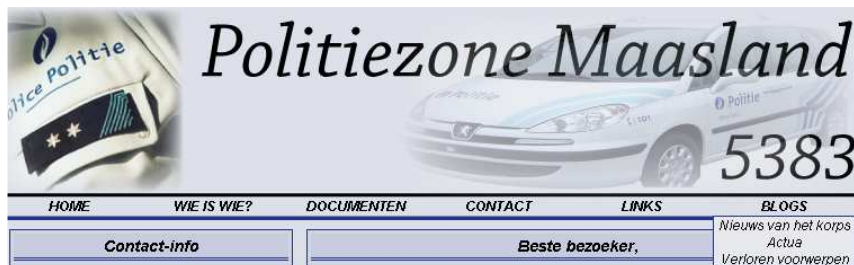 Politiezone Maasland
Police Politie
Politie
Politie
5383
HOME WIE IS WIE? DOCUMENTEN CONTACT LINKS BLOGS
Nieuws van het korps
Contact-info Beste bezoeker, Actua
Verloren voorwerpen